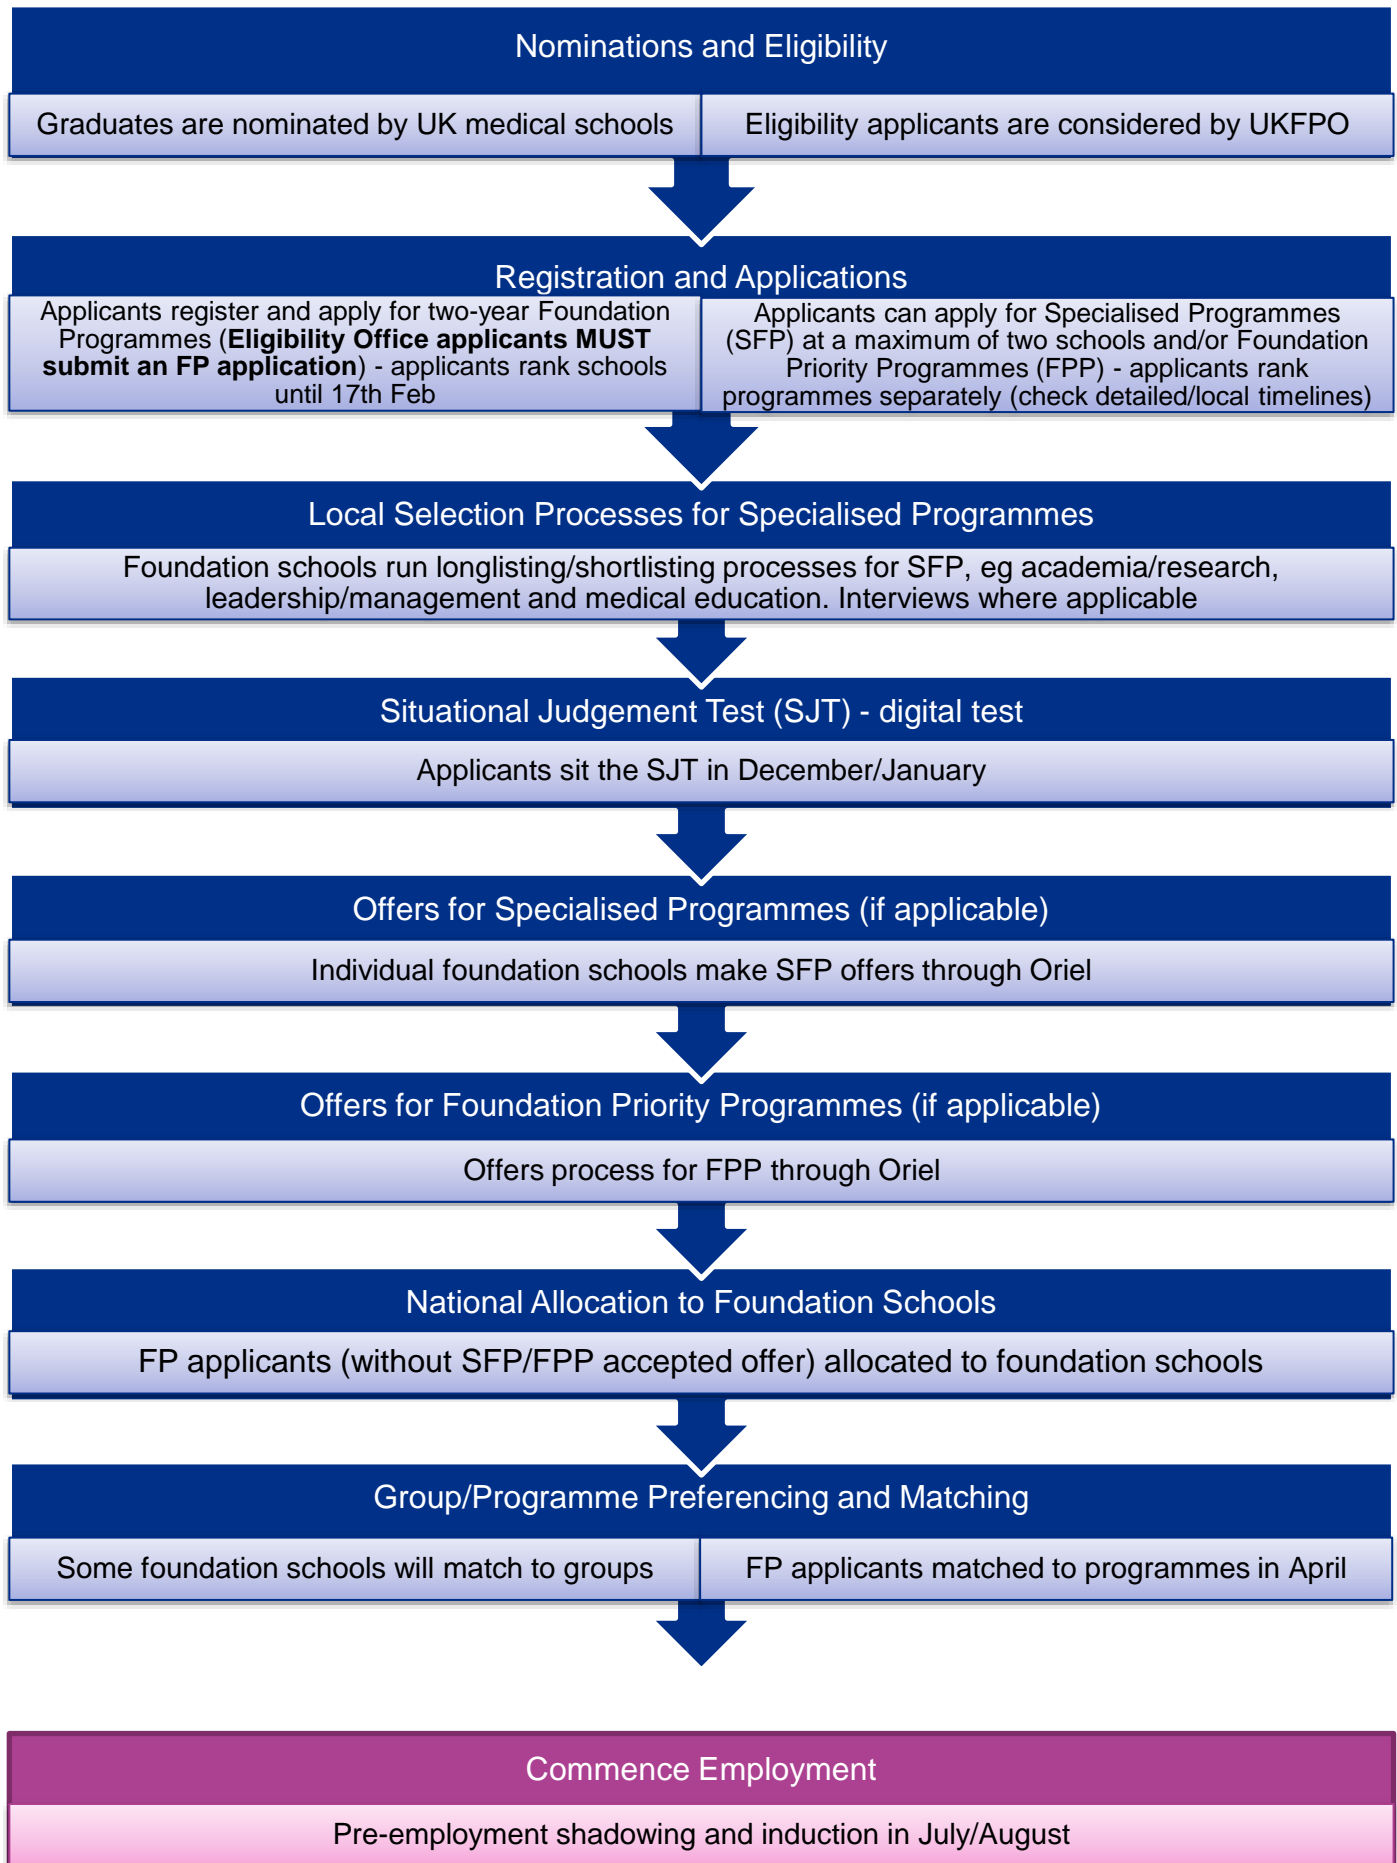 Nominations and Eligibility
Graduates are nominated by UK medical schools
Eligibility applicants are considered by UKFPO
Registration and Applications
Applicants register and apply for two-year Foundation
Programmes (Eligibility Office applicants MUST
submit an FP application) - applicants rank schools
until 17th Feb
Applicants can apply for Specialised Programmes
(SFP) at a maximum of two schools and/or Foundation
Priority Programmes (FPP) - applicants rank
programmes separately (check detailed/local timelines)
Local Selection Processes for Specialised Programmes
Foundation schools run longlisting/shortlisting processes for SFP, eg academia/research,
leadership/management and medical education. Interviews where applicable
Situational Judgement Test (SJT) - digital test
Applicants sit the SJT in December/January
Offers for Specialised Programmes (if applicable)
Individual foundation schools make SFP offers through Oriel
Offers for Foundation Priority Programmes (if applicable)
Offers process for FPP through Oriel
National Allocation to Foundation Schools
FP applicants (without SFP/FPP accepted offer) allocated to foundation schools
Group/Programme Preferencing and Matching
Some foundation schools will match to groups
FP applicants matched to programmes in April
Commence Employment
Pre-employment shadowing and induction in July/August